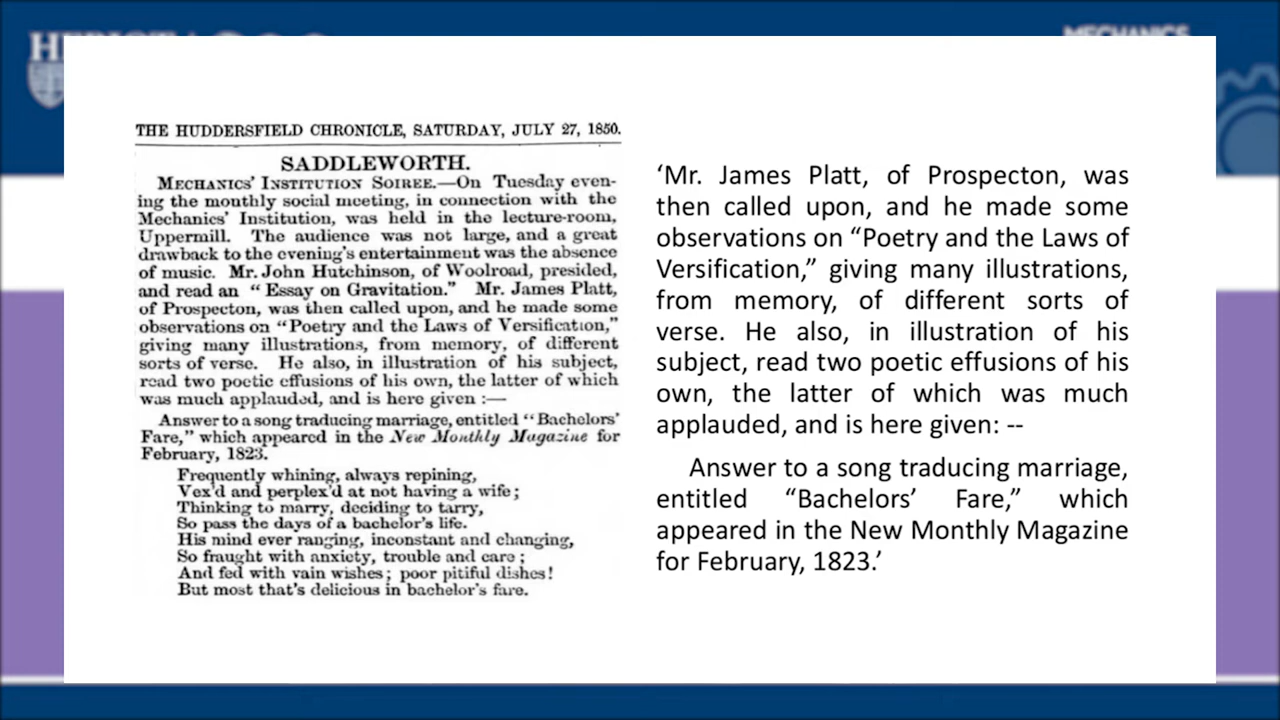 THE HUDDERSFIELD CHRONICLE, SATURDAY, JULY 27, 1850.
SADDLEWORTH.
MECHANICS' INSTITUTION SOIREE.—On Tuesday even-
ing the monthly social meeting, in connection with the
Mechanics' Institution, was held in the lecture-room,
Uppermill. The audience was not large, and a great
drawback to the evening's entertainment was the absence
of music. Mr. John Hutchinson, of Woolroad, presided,
and read an "Essay on Gravitation." Mr. James Platt,
of Prospecton, was then called upon, and he made some
observations on "Poetry and the Laws of Versification,"
giving many illustrations, from memory, of different
sorts of verse. He also, in illustration of his subject,
read two poetic effusions of his own, the latter of which
was much applauded, and is here given :—
Answer to a song traducing marriage, entitled "Bachelors'
Fare," which appeared in the New Monthly Magazine for
February, 1823.
Frequently whining, always repining,
Vex'd and perplex'd at not having a wife;
Thinking to marry, deciding to tarry,
So pass the days of a bachelor's life.
His mind ever ranging, inconstant and changing,
So fraught with anxiety, trouble and care;
And fed with vain wishes; poor pitiful dishes!
But most that's delicious in bachelor's fare.
‘Mr. James Platt, of Prospecton, was
then called upon, and he made some
observations on “Poetry and the Laws of
Versification,” giving many illustrations,
from memory, of different sorts of
verse. He also, in illustration of his
subject, read two poetic effusions of his
own, the latter of which was much
applauded, and is here given: --
Answer to a song traducing marriage,
entitled “Bachelors’ Fare,” which
appeared in the New Monthly Magazine
for February, 1823.’
MECHANICS